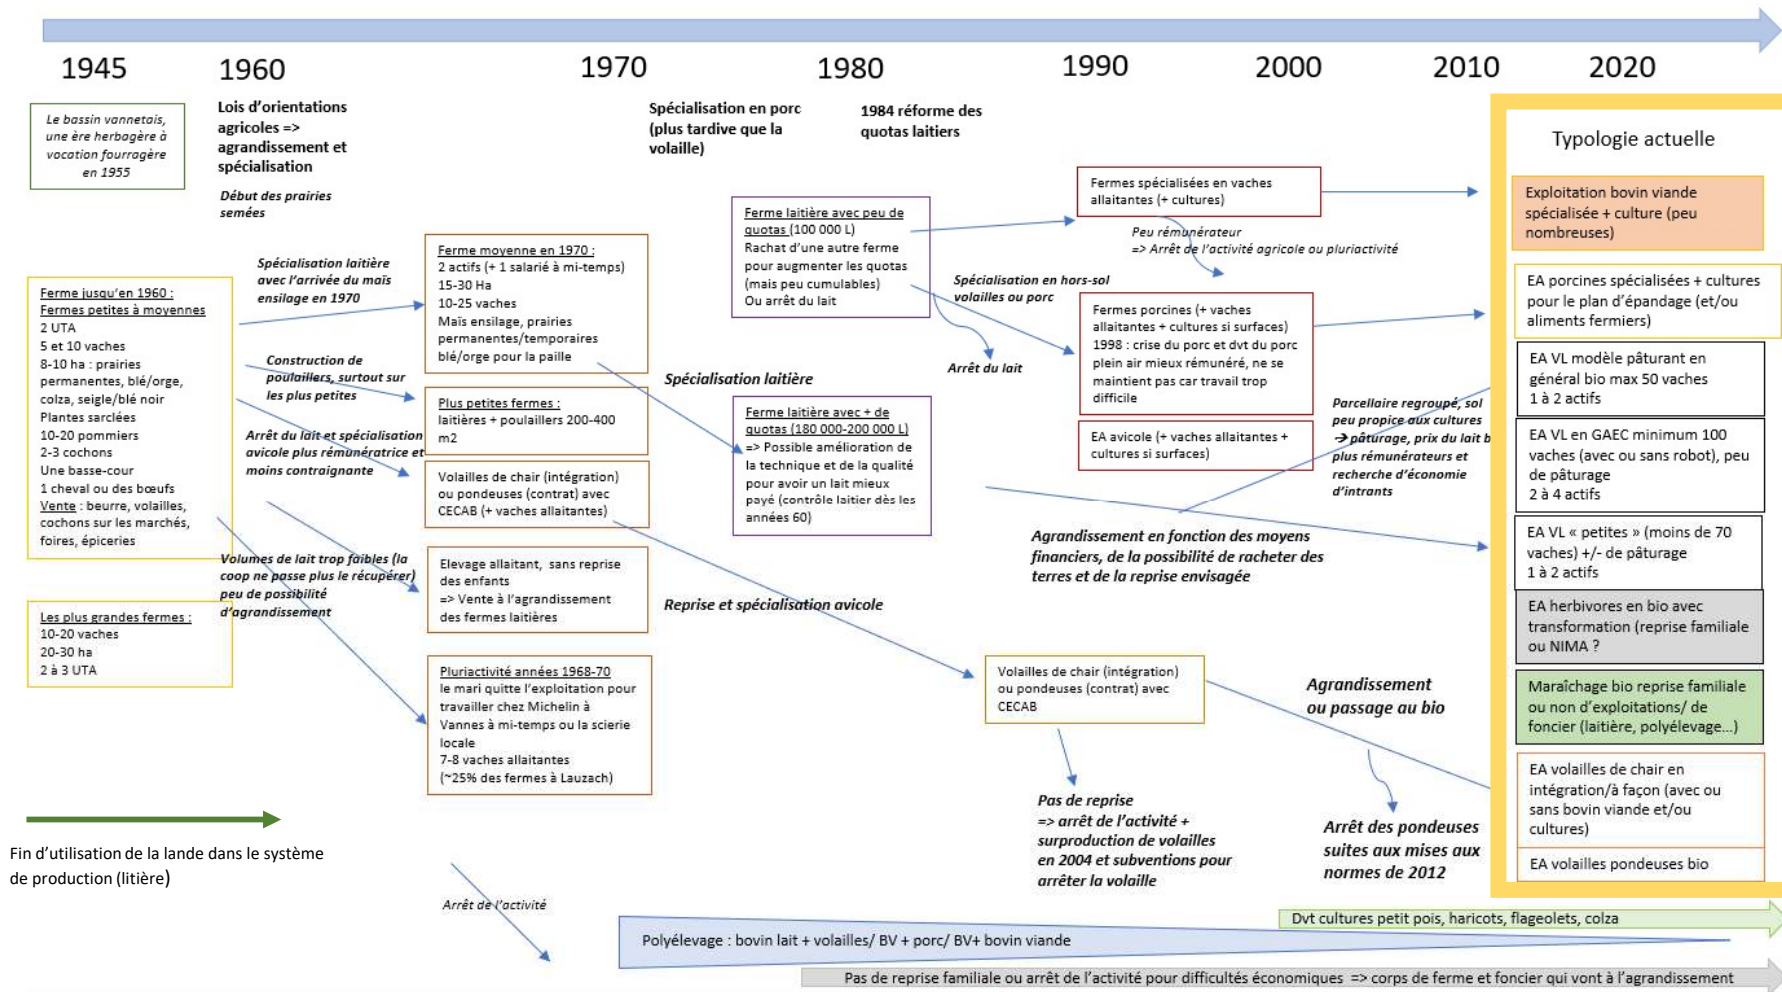 1945
1960
1970
1980
1990
2000
2010
2020
Le bassin vannetais,
une ère herbagère à
vocation fourragère
en 1955
Lois d'orientations
agricoles =>
agrandissement et
spécialisation
Début des prairies
semées
Spécialisation en porc
(plus tardive que la
volaille)
1984 réforme des
quotas laitiers
Ferme jusqu'en 1960 :
Fermes petites à moyennes
2 UTA
5 et 10 vaches
8-10 ha : prairies
permanentes, blé/orge,
colza, seigle/blé noir
Plantes sarclées
10-20 pommiers
2-3 cochons
Une basse-cour
1 cheval ou des bœufs
Vente : beurre, volailles,
cochons sur les marchés,
foires, épiceries
Les plus grandes fermes :
10-20 vaches
20-30 ha
2 à 3 UTA
Fin d'utilisation de la lande dans le système
de production (litière)
Spécialisation laitière
avec l'arrivée du maïs
ensilage en 1970
Construction de
poulaillers, surtout sur
les plus petites
Arrêt du lait et spécialisation
avicole plus rémunératrice et
moins contraignante
Volumes de lait trop faibles (la
coop ne passe plus le récupérer)
peu de possibilité
d'agrandissement
Arrêt de l'activité
Ferme moyenne en 1970 :
2 actifs (+ 1 salarié à mi-temps)
15-30 Ha
10-25 vaches
Maïs ensilage, prairies
permanentes/temporaires
blé/orge pour la paille
Plus petites fermes :
laitières + poulaillers 200-400
m2
Volailles de chair (intégration)
ou pondeuses (contrat) avec
CECAB (+ vaches allaitantes)
Elevage allaitant, sans reprise
des enfants
=> Vente à l'agrandissement
des fermes laitières
Pluriactivité années 1968-70
le mari quitte l'exploitation pour
travailler chez Michelin à
Vannes à mi-temps ou la scierie
locale
7-8 vaches allaitantes
(~25% des fermes à Lauzach)
Spécialisation laitière
Reprise et spécialisation avicole
Ferme laitière avec peu de
quotas (100 000 L)
Rachat d'une autre ferme
pour augmenter les quotas
(mais peu cumulables)
Ou arrêt du lait
Ferme laitière avec + de
quotas (180 000-200 000 L)
=> Possible amélioration de
la technique et de la qualité
pour avoir un lait mieux
payé (contrôle laitier dès les
années 60)
Spécialisation en hors-sol
volailles ou porc
Arrêt du lait
Fermes spécialisées en vaches
allaitantes (+ cultures)
Peu rémunérateur
=> Arrêt de l'activité agricole ou pluriactivité
Fermes porcines (+ vaches
allaitantes + cultures si surfaces)
1998 : crise du porc et dvt du porc
plein air mieux rémunéré, ne se
maintient pas car travail trop
difficile
EA avicole (+ vaches allaitantes +
cultures si surfaces)
Parcellaire regroupé, sol
peu propice aux cultures
→ pâturage, prix du lait b
plus rémunérateurs et
recherche d'économie
d'intrants
Agrandissement en fonction des moyens
financiers, de la possibilité de racheter des
terres et de la reprise envisagée
Volailles de chair (intégration)
ou pondeuses (contrat) avec
CECAB
Pas de reprise
=> arrêt de l'activité +
surproduction de volailles
en 2004 et subventions pour
arrêter la volaille
Agrandissement
ou passage au bio
Arrêt des pondeuses
suites aux mises aux
normes de 2012
Typologie actuelle
Exploitation bovin viande
spécialisée + culture (peu
nombreuses)
EA porcines spécialisées + cultures
pour le plan d'épandage (et/ou
aliments fermiers)
EA VL modèle pâturant en
général bio max 50 vaches
1 à 2 actifs
EA VL en GAEC minimum 100
vaches (avec ou sans robot), peu
de pâturage
2 à 4 actifs
EA VL « petites » (moins de 70
vaches) +/- de pâturage
1 à 2 actifs
EA herbivores en bio avec
transformation (reprise familiale
ou NIMA ?
Maraîchage bio reprise familiale
ou non d'exploitations/ de
foncier (laitière, polyélevage...)
EA volailles de chair en
intégration/à façon (avec ou
sans bovin viande et/ou
cultures)
EA volailles pondeuses bio
Dvt cultures petit pois, haricots, flageolets, colza
Polyélevage : bovin lait + volailles/ BV + porc/ BV+ bovin viande
Pas de reprise familiale ou arrêt de l'activité pour difficultés économiques => corps de ferme et foncier qui vont à l'agrandissement